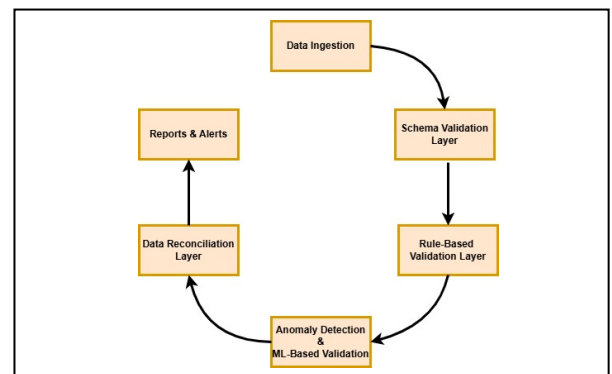 Data Ingestion
Schema Validation
Layer
Rule-Based
Validation Layer
Anomaly Detection
&
ML-Based Validation
Data Reconciliation
Layer
Reports & Alerts